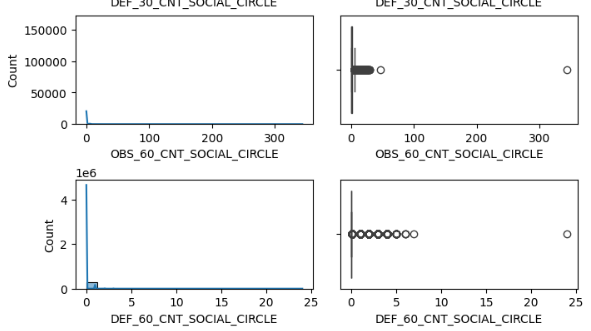 DEF_30_CNT_SOCIAL_CIRCLE DEF_30_CNT_SOCIAL_CIRCLE
150000
100000
50000
0
Count
0 100 200 300
0 100 200 300
OBS_60_CNT_SOCIAL_CIRCLE OBS_60_CNT_SOCIAL_CIRCLE
1e6
4
2
0
Count
0 5 10 15 20 25
0 5 10 15 20 25
DEF_60_CNT_SOCIAL_CIRCLE DEF_60_CNT_SOCIAL_CIRCLE